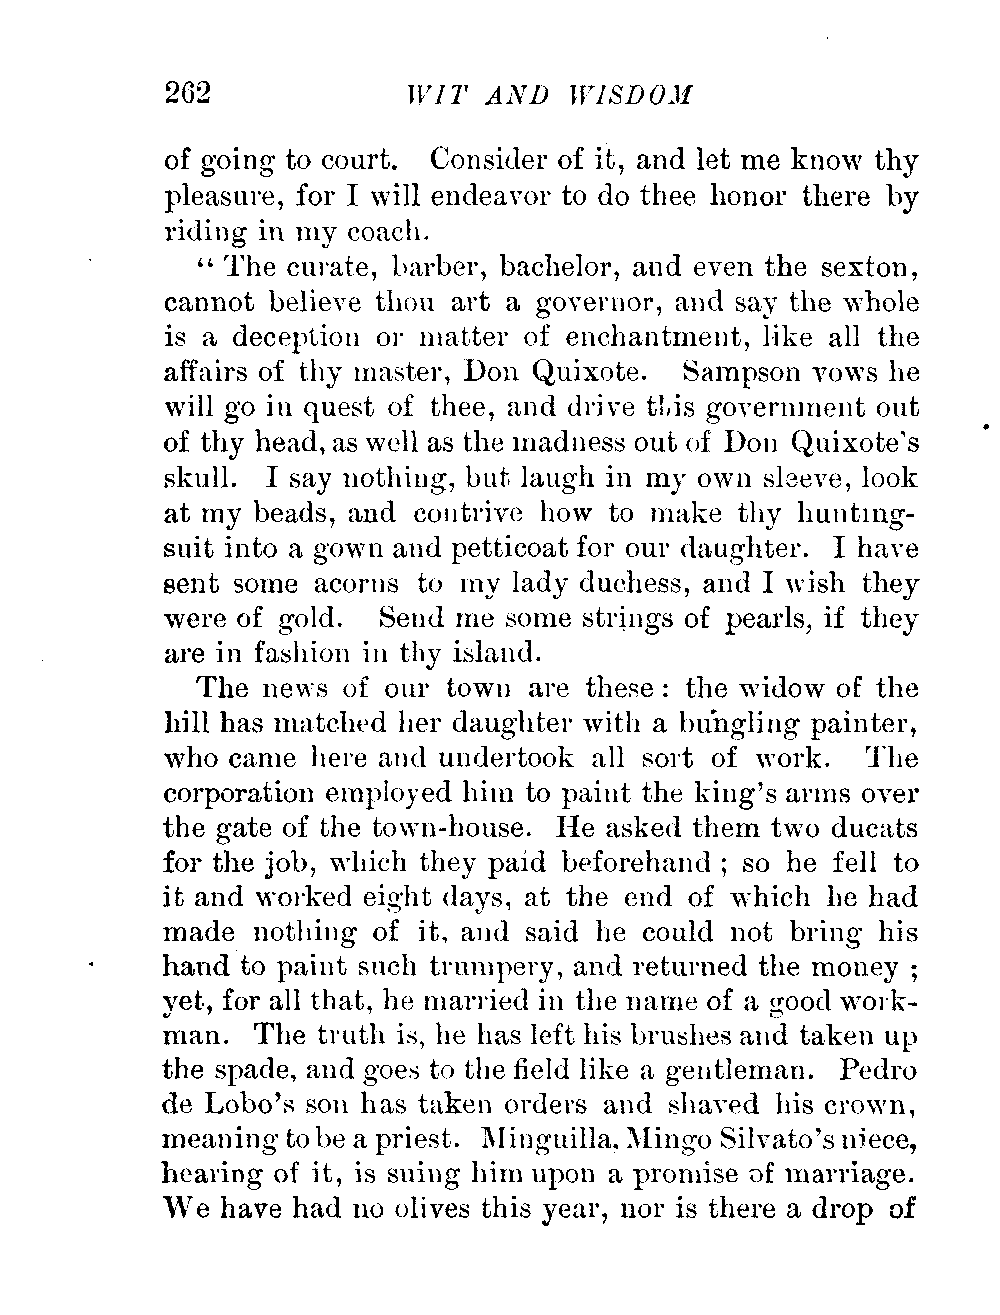 262 WIT AND WISDOM
of going to court. Consider of it, and let me know thy
pleasure, for I will endeavor to do thee honor there by
riding in my coach.
“ The curate, barber, bachelor, and even the sexton,
cannot believe thou art a governor, and say the whole
is a deception or matter of enchantment, like all the
affairs of thy master, Don Quixote. Sampson vows he
will go in quest of thee, and drive this government out
of thy head, as well as the madness out of Don Quixote's
skull. I say nothing, but laugh in my own sleeve, look
at my beads, and contrive how to make thy hunting-
suit into a gown and petticoat for our daughter. I have
sent some acorns to my lady duchess, and I wish they
were of gold. Send me some strings of pearls, if they
are in fashion in thy island.
The news of our town are these : the widow of the
hill has matched her daughter with a bungling painter,
who came here and undertook all sort of work. The
corporation employed him to paint the king's arms over
the gate of the town-house. He asked them two ducats
for the job, which they paid beforehand ; so he fell to
it and worked eight days, at the end of which he had
made nothing of it, and said he could not bring his
hand to paint such trumpery, and returned the money ;
yet, for all that, he married in the name of a good work-
man. The truth is, he has left his brushes and taken up
the spade, and goes to the field like a gentleman. Pedro
de Lobo's son has taken orders and shaved his crown,
meaning to be a priest. Minguilla, Mingo Silvato's niece,
hearing of it, is suing him upon a promise of marriage.
We have had no olives this year, nor is there a drop of